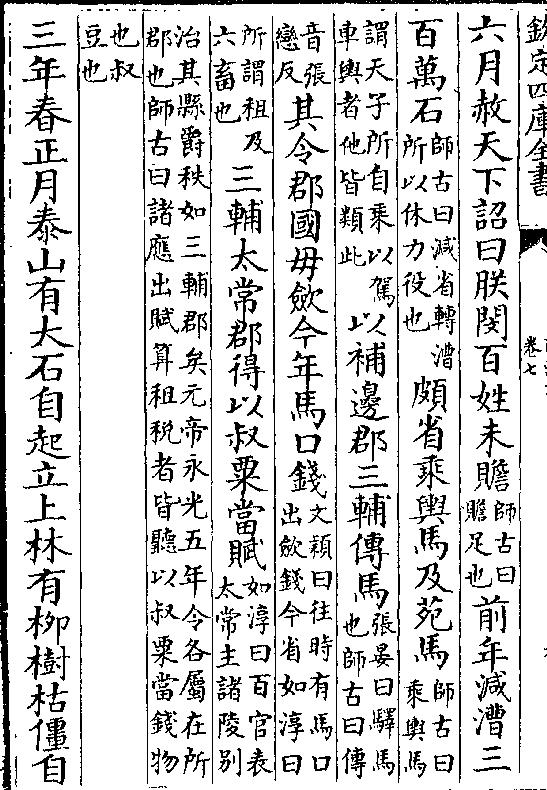 欽定四庫全書
卷七
六月赦天下詔曰朕閔百姓未贍師古曰贍足也前年減漕三
百萬石師古曰減省轉漕所以休力役也頗省乘輿馬及苑馬師古曰乘輿馬
謂天子所自乘以駕車輿者他皆類此以補邊郡三輔傳馬張晏曰驛馬也師古曰傳
音張戀反其令郡國毋斂今年馬口錢文穎曰往時有馬口出斂錢今省如淳曰
所謂租及六畜也三輔太常郡得以叔粟當賦如淳曰百官表太常主諸陵別
治其縣爵秩如三輔郡矣元帝永光五年令各屬在所郡也師古曰諸應出賦算租稅者皆聽以叔粟當錢物
也叔豆也
三年春正月泰山有大石自起立上林有柳樹枯僵自